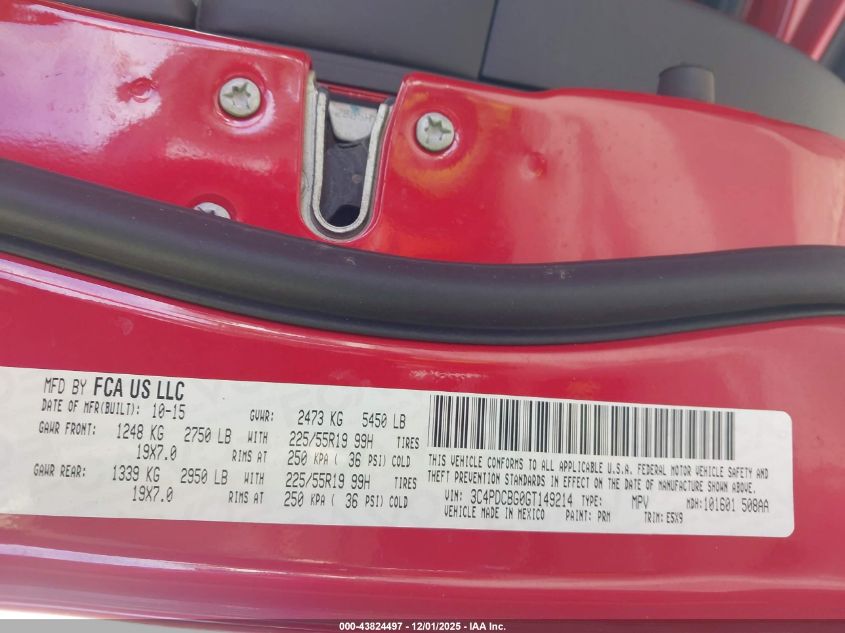 MFD BY FCA US LLC
DATE OF MFR(BUILT): 10-15 GVWR: 2473 KG 5450 LB
GAWR FRONT: 1248 KG 2750 LB WITH 225/55R19 99H TIRES
19X7.0 RIMS AT 250 KPA ( 36 PSI) COLD
GAWR REAR: 1339 KG 2950 LB WITH 225/55R19 99H TIRES
19X7.0 RIMS AT 250 KPA ( 36 PSI) COLD
THIS VEHICLE CONFORMS TO ALL APPLICABLE U.S.A. FEDERAL MOTOR VEHICLE SAFETY AND
THEFT PREVENTION STANDARDS IN EFFECT ON THE DATE OF MANUFACTURE SHOWN ABOVE.
VIN: 3C4PDCBG0GT149214 TYPE: MPV MDH: 101601 508AA
VEHICLE MADE IN MEXICO PAINT: PRM TRIM: E5X9
000-43824497 - 12/01/2025 - IAA Inc.